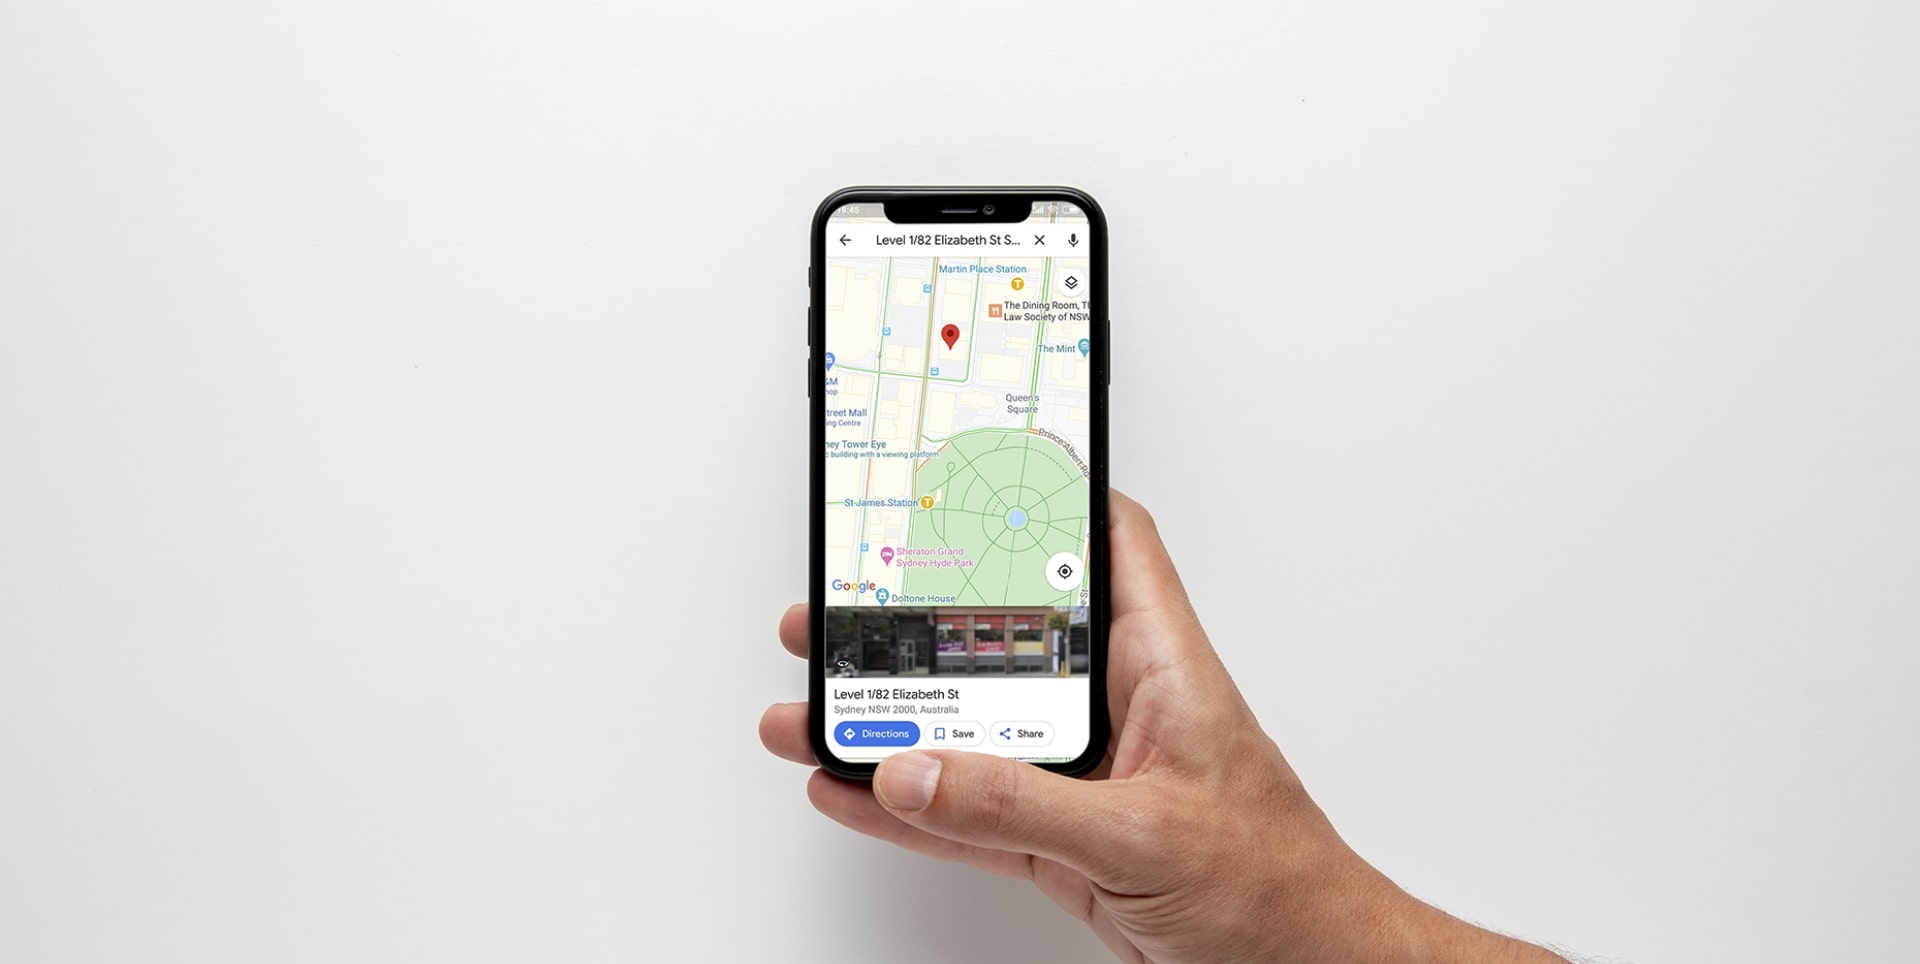 18:45
Level 1/82 Elizabeth St S...
Martin Place Station
T
The Dining Room, Th
Law Society of NSW
The Mint
&M
hop
Queen's
Square
treet Mall
ing Centre
Prince Albert Rd
ney Tower Eye
c building with a viewing platform
St James Station
T
Sheraton Grand
Sydney Hyde Park
Google
Doltone House
e St
Level 1/82 Elizabeth St
Sydney NSW 2000, Australia
Directions
Save
Share